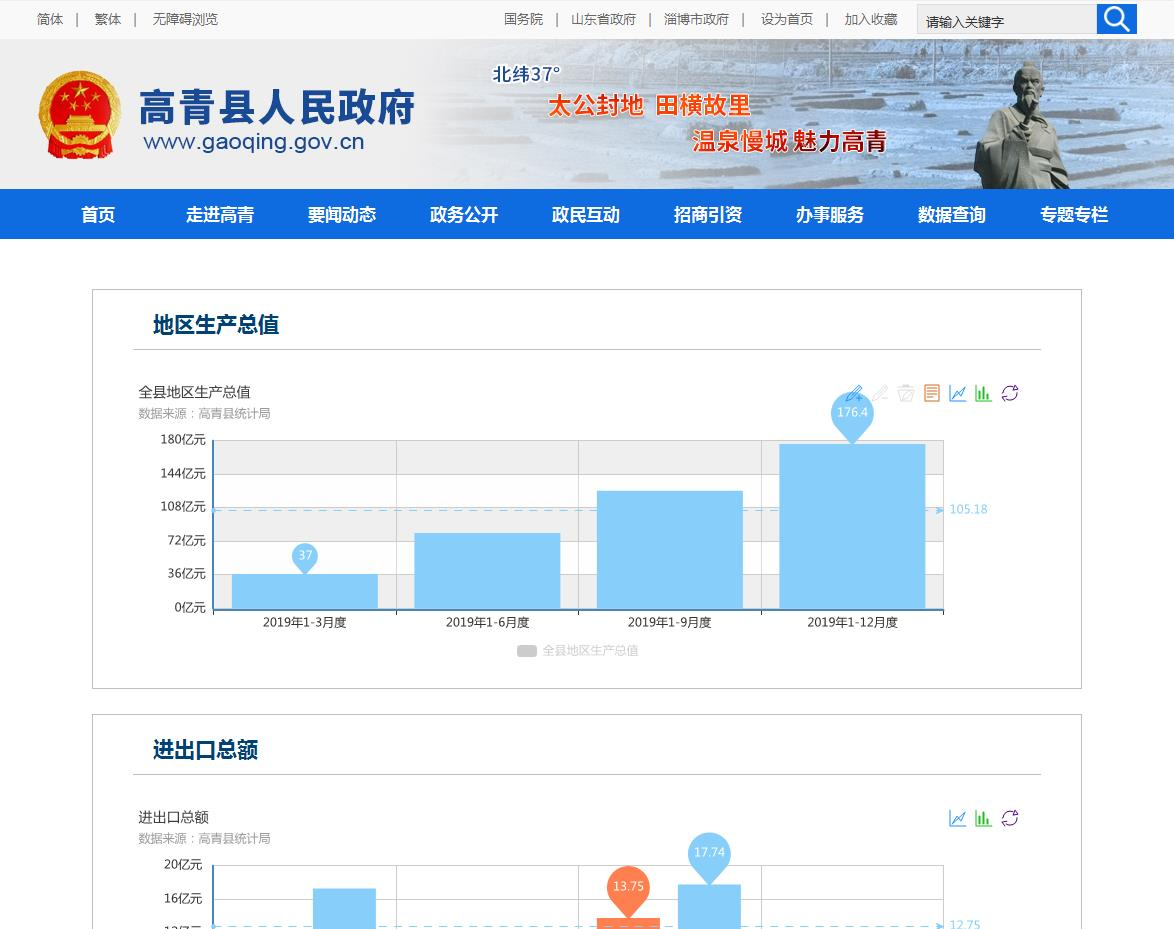 简体 | 繁体 | 无障碍浏览
国务院 | 山东省政府 | 淄博市政府 | 设为首页 | 加入收藏
请输入关键字
高青县人民政府
www.gaoqing.gov.cn
北纬37°
太公封地 田横故里
温泉慢城 魅力高青
首页 走进高青 要闻动态 政务公开 政民互动 招商引资 办事服务 数据查询 专题专栏
地区生产总值
全县地区生产总值
数据来源：高青县统计局
176.4
180亿元
144亿元
108亿元
105.18
72亿元
37
36亿元
0亿元
2019年1-3月度 2019年1-6月度 2019年1-9月度 2019年1-12月度
全县地区生产总值
进出口总额
进出口总额
数据来源：高青县统计局
17.74
20亿元
13.75
16亿元
12.75
12亿元